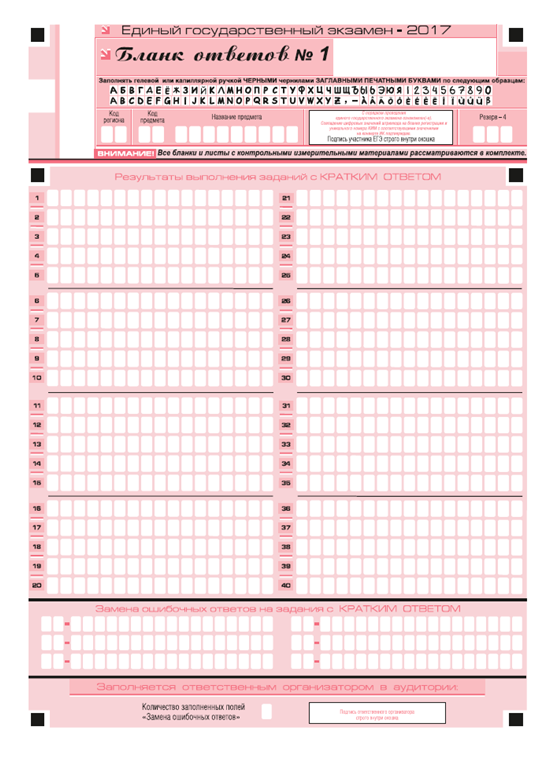 Единый государственный экзамен - 2017
Бланк ответов № 1
Заполнять гелевой или капиллярной ручкой ЧЕРНЫМИ чернилами ЗАГЛАВНЫМИ ПЕЧАТНЫМИ БУКВАМИ по следующим образцам:
А Б В Г Д Е Ё Ж З И Й К Л М Н О П Р С Т У Ф Х Ц Ч Ш Щ Ъ Ы Ь Э Ю Я 1 2 3 4 5 6 7 8 9 0
A B C D E F G H I J K L M N O P Q R S T U V W X Y Z , -
Код региона
Код предмета
Название предмета
Резерв - 4
Подпись участника ЕГЭ строго внутри окошка
ВНИМАНИЕ! Все бланки и листы с контрольными измерительными материалами рассматриваются в комплекте.
Результаты выполнения заданий с КРАТКИМ ОТВЕТОМ
1 21
2 22
3 23
4 24
5 25
6 26
7 27
8 28
9 29
10 30
11 31
12 32
13 33
14 34
15 35
16 36
17 37
18 38
19 39
20 40
Замена ошибочных ответов на задания с КРАТКИМ ОТВЕТОМ
- -
- -
- -
Заполняется ответственным организатором в аудитории:
Количество заполненных полей
«Замена ошибочных ответов»
Подпись ответственного организатора
строго внутри окошка